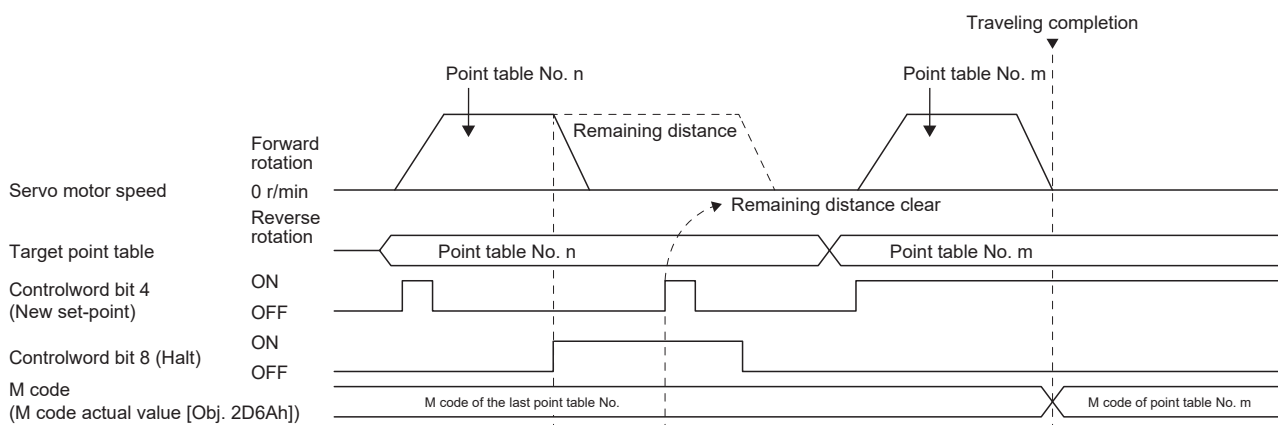 Traveling completion
Point table No. n
Point table No. m
Remaining distance
Forward
rotation
Servo motor speed
0 r/min
Remaining distance clear
Reverse
rotation
Target point table
Point table No. n
Point table No. m
Controlword bit 4
(New set-point)
ON
OFF
Controlword bit 8 (Halt)
ON
OFF
M code
(M code actual value [Obj. 2D6Ah])
M code of the last point table No.
M code of point table No. m